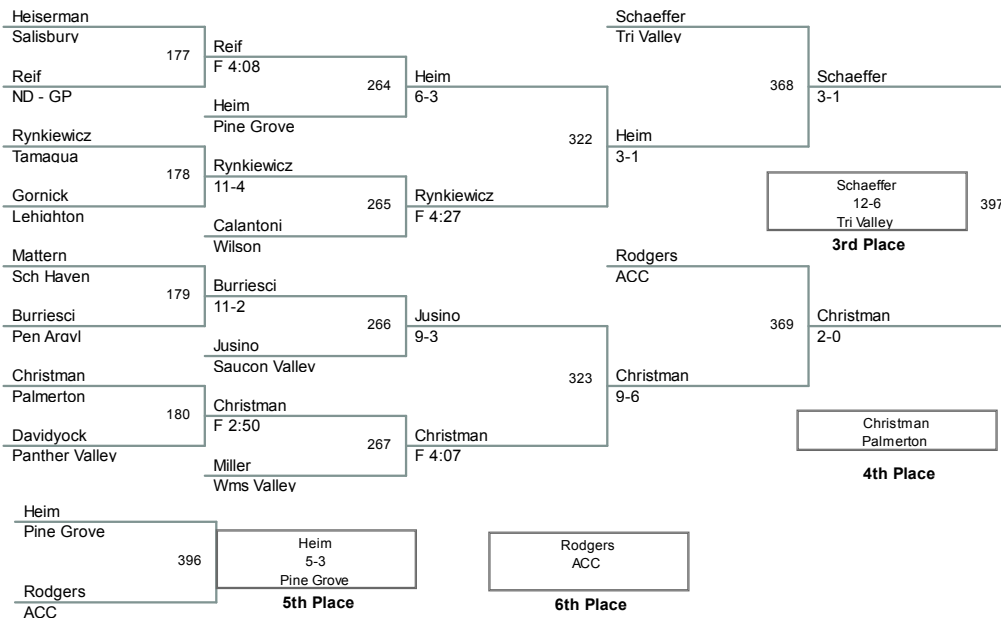 Heiserman
Salisbury
177
Reif
ND - GP
Rynkiewicz
Tamaqua
178
Gornick
Lehighton
Mattern
Sch Haven
179
Burriesci
Pen Argyl
Christman
Palmerton
180
Davidyock
Panther Valley
Reif
F 4:08
264
Heim
Pine Grove
Rynkiewicz
11-4
265
Calantoni
Wilson
Burriesci
11-2
266
Jusino
Saucon Valley
Christman
F 2:50
267
Miller
Wms Valley
Heim
6-3
322
Rynkiewicz
F 4:27
Jusino
9-3
323
Christman
F 4:07
Schaeffer
Tri Valley
368
Heim
3-1
Rodgers
ACC
369
Christman
9-6
Schaeffer
3-1
Schaeffer
12-6
Tri Valley
397
3rd Place
Christman
2-0
Christman
Palmerton
4th Place
Heim
Pine Grove
396
Rodgers
ACC
Heim
5-3
Pine Grove
5th Place
Rodgers
ACC
6th Place